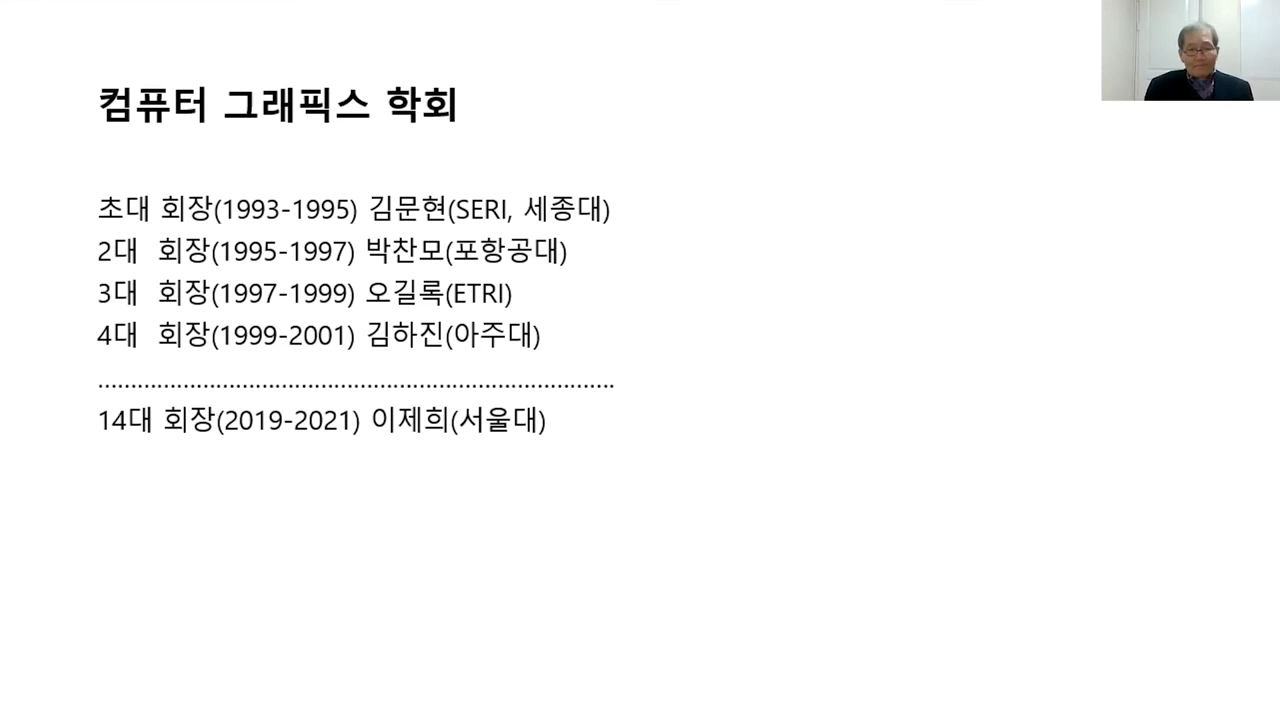 컴퓨터 그래픽스 학회
초대 회장(1993-1995) 김문현(SERI, 세종대)
2대 회장(1995-1997) 박찬모(포항공대)
3대 회장(1997-1999) 오길록(ETRI)
4대 회장(1999-2001) 김하진(아주대)
...............................................................................
14대 회장(2019-2021) 이제희(서울대)